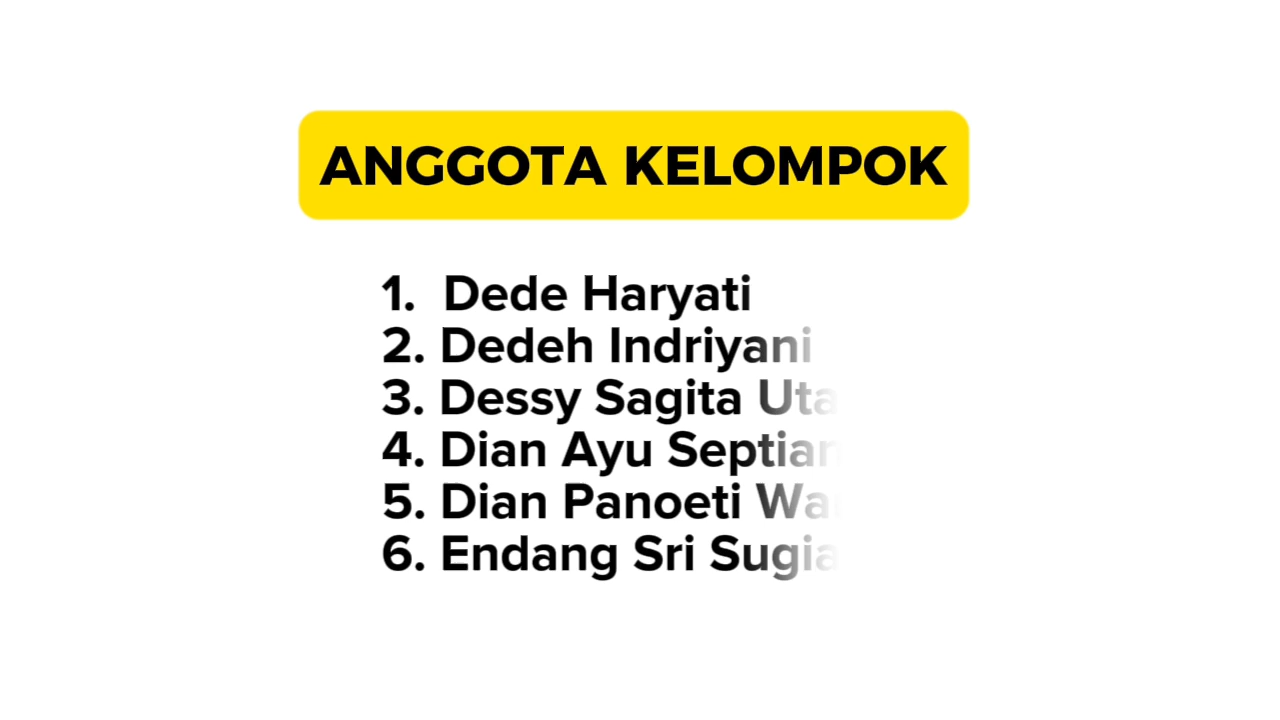 ANGGOTA KELOMPOK
1. Dede Haryati
2. Dedeh Indriyani
3. Dessy Sagita
4. Dian Ayu
5. Dian Panoeti
6. Endang Sri